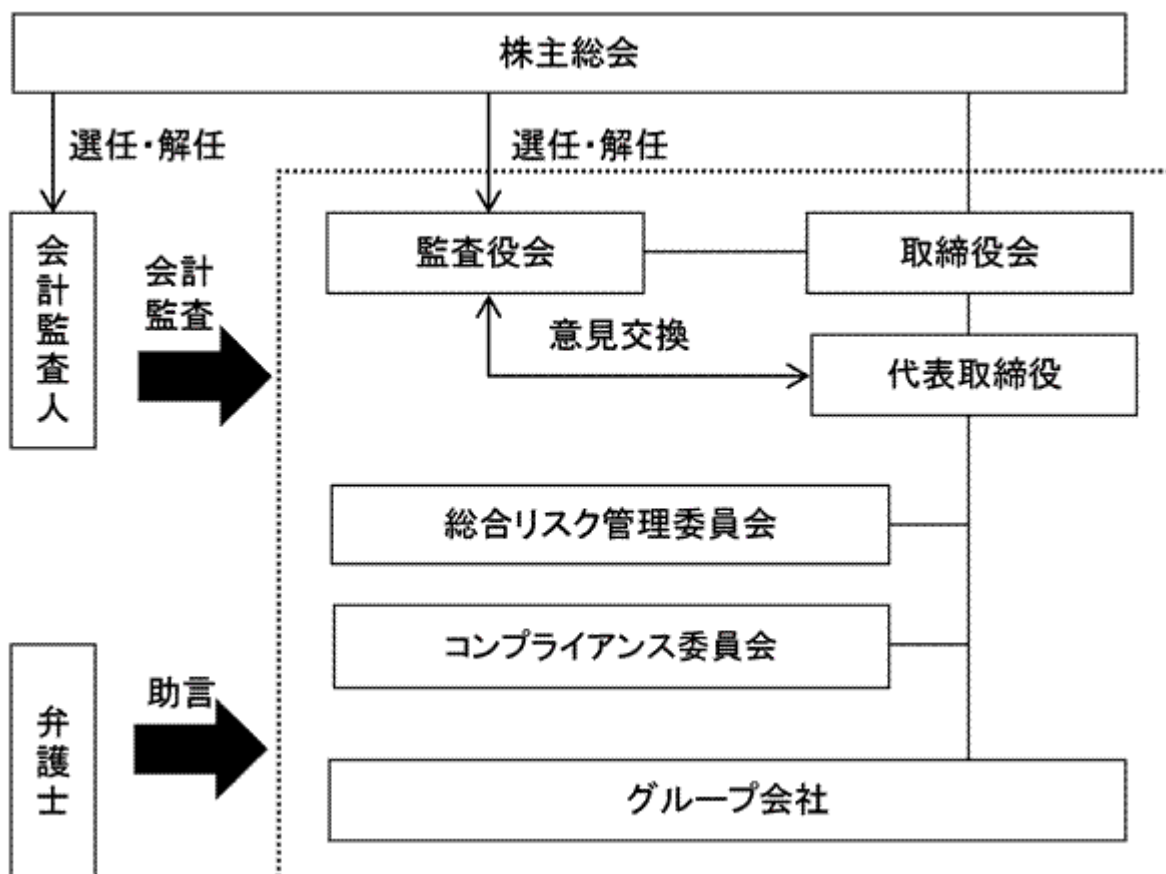 株主総会
選任・解任
選任・解任
会計監査人
会計
監査
監査役会
取締役会
意見交換
代表取締役
総合リスク管理委員会
コンプライアンス委員会
弁護士
助言
グループ会社